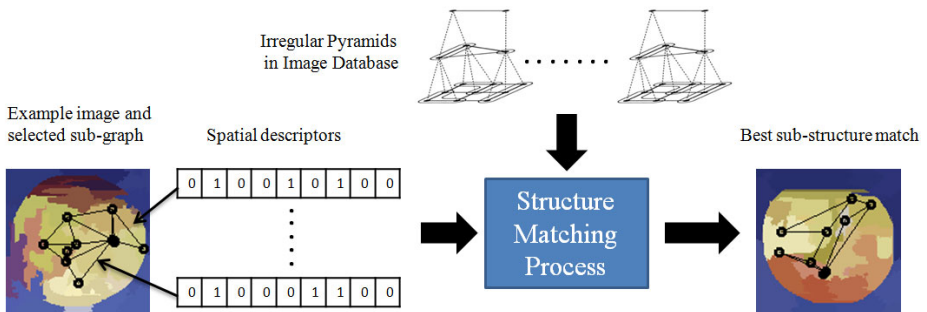 Irregular Pyramids
in Image Database
Example image and
selected sub-graph
Spatial descriptors
Best sub-structure match
0 1 0 0 1 0 1 0 0
Structure
Matching
Process
0 1 0 0 0 1 1 0 0